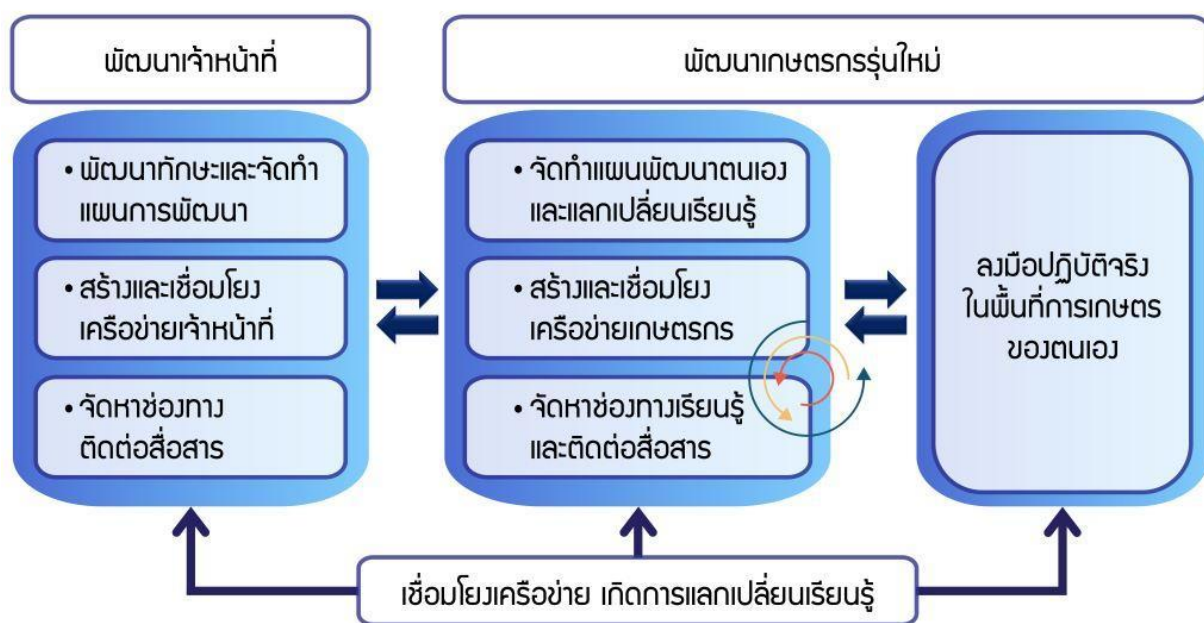 พัฒนาเจ้าหน้าที่
พัฒนาเกษตรกรรุ่นใหม่
• พัฒนาทักษะและจัดทำ
แผนการพัฒนา
• สร้างและเชื่อมโยง
เครือข่ายเจ้าหน้าที่
• จัดหาช่องทาง
ติดต่อสื่อสาร
• จัดทำแผนพัฒนาตนเอง
และแลกเปลี่ยนเรียนรู้
• สร้างและเชื่อมโยง
เครือข่ายเกษตรกร
• จัดหาช่องทางเรียนรู้
และติดต่อสื่อสาร
ลงมือปฏิบัติจริง
ในพื้นที่การเกษตร
ของตนเอง
เชื่อมโยงเครือข่าย เกิดการแลกเปลี่ยนเรียนรู้